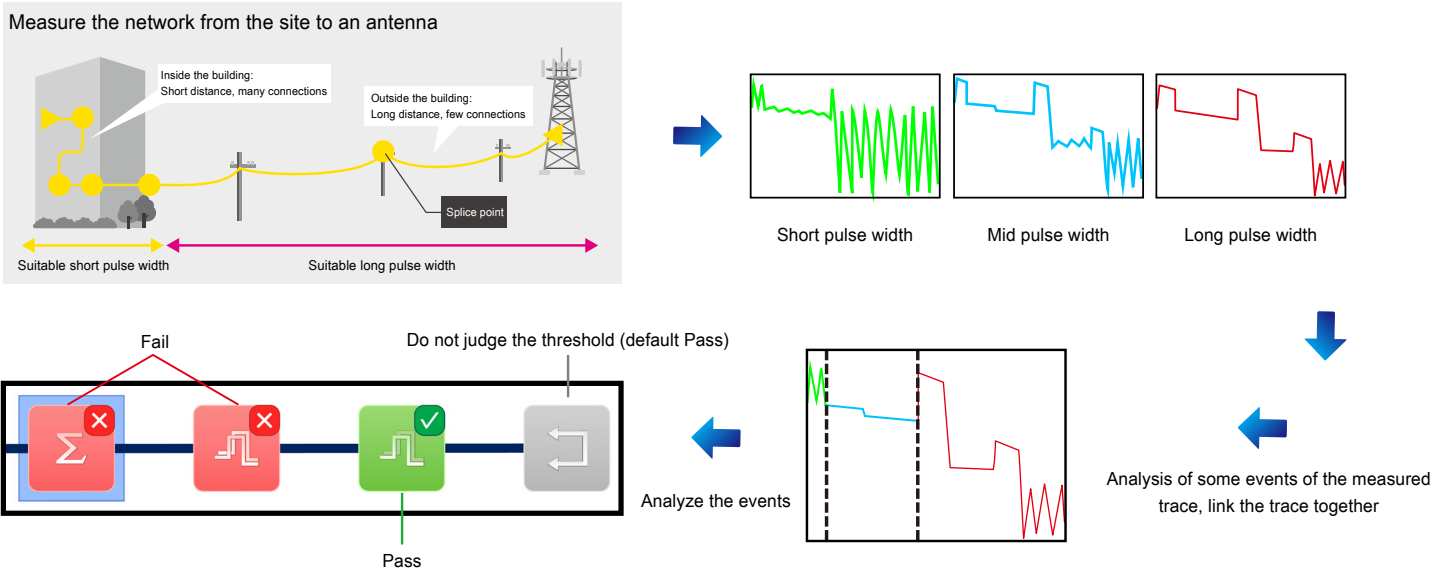 Measure the network from the site to an antenna
Inside the building:
Short distance, many connections
Outside the building:
Long distance, few connections
Splice point
Suitable short pulse width
Suitable long pulse width
Short pulse width
Mid pulse width
Long pulse width
Analysis of some events of the measured
trace, link the trace together
Analyze the events
Fail
Do not judge the threshold (default Pass)
Σ
Pass